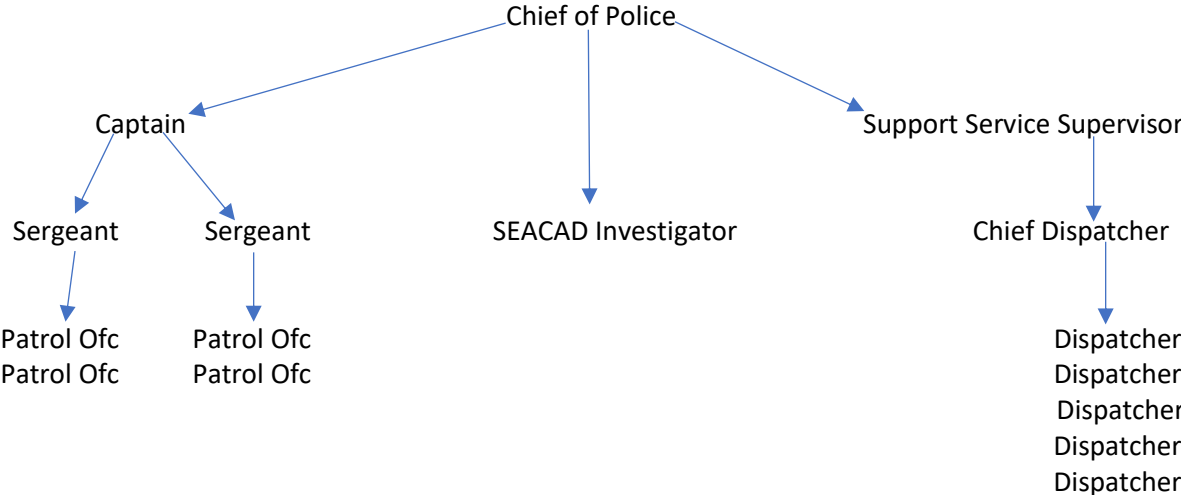 Chief of Police
Captain Support Service Supervisor
Sergeant Sergeant SEACAD Investigator Chief Dispatcher
Patrol Ofc Patrol Ofc Dispatcher
Patrol Ofc Patrol Ofc Dispatcher
Dispatcher
Dispatcher
Dispatcher